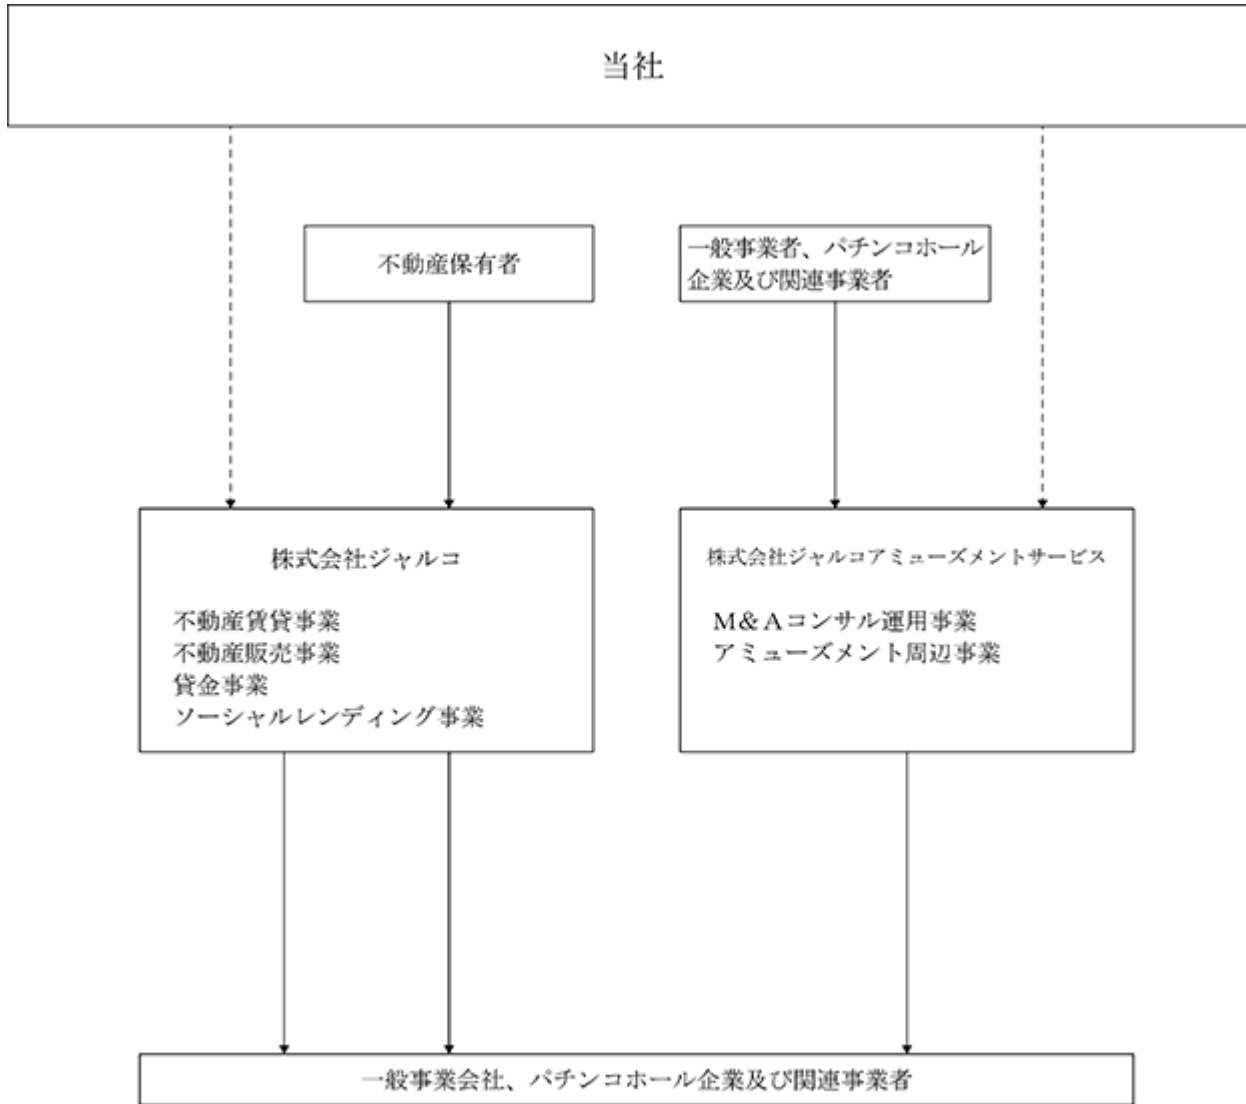 当社
不動産保有者
一般事業者、パチンコホール
企業及び関連事業者
株式会社ジャルコ
不動産賃貸事業
不動産販売事業
貸金事業
ソーシャルレンディング事業
株式会社ジャルコアミューズメントサービス
M＆Aコンサル運用事業
アミューズメント周辺事業
一般事業会社、パチンコホール企業及び関連事業者